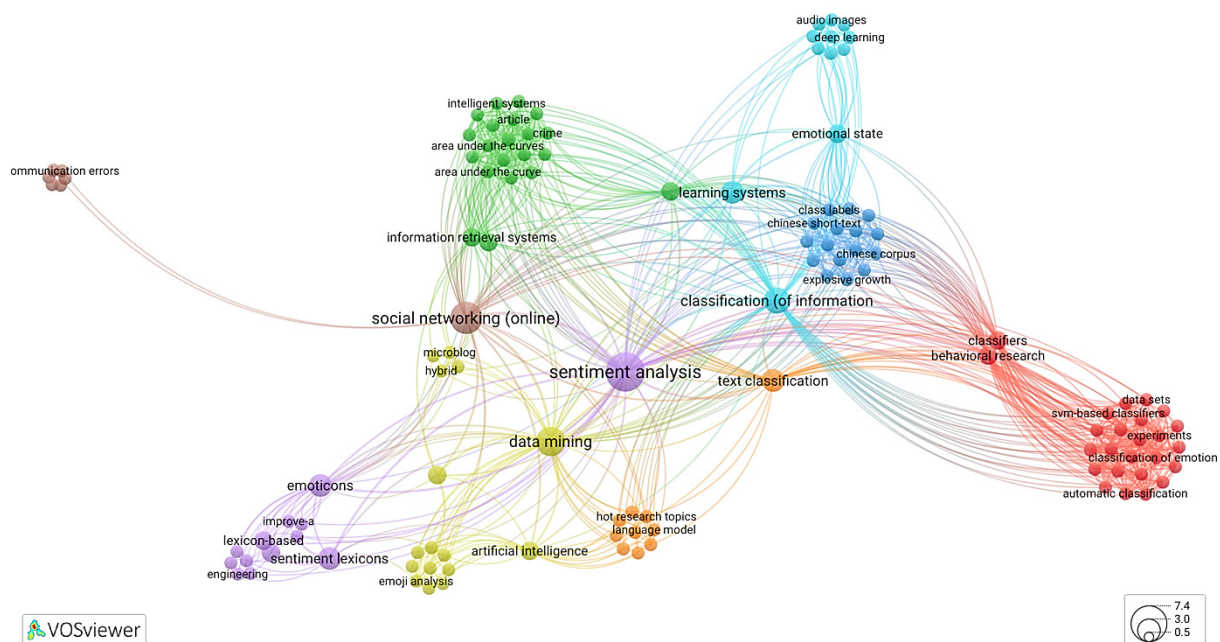 audio images
deep learning
intelligent systems
article
crime
area under the curves
area under the curve
emotional state
ommunication errors
learning systems
class labels
chinese short-text
chinese corpus
explosive growth
information retrieval systems
classification (of information
social networking (online)
classifiers
behavioral research
microblog
hybrid
sentiment analysis
text classification
data sets
svm-based classifiers
experiments
classification of emotion
automatic classification
data mining
emoticons
improve-a
lexicon-based
sentiment lexicons
engineering
hot research topics
language model
artificial intelligence
emoji analysis
VOSviewer
7.4
3.0
0.5